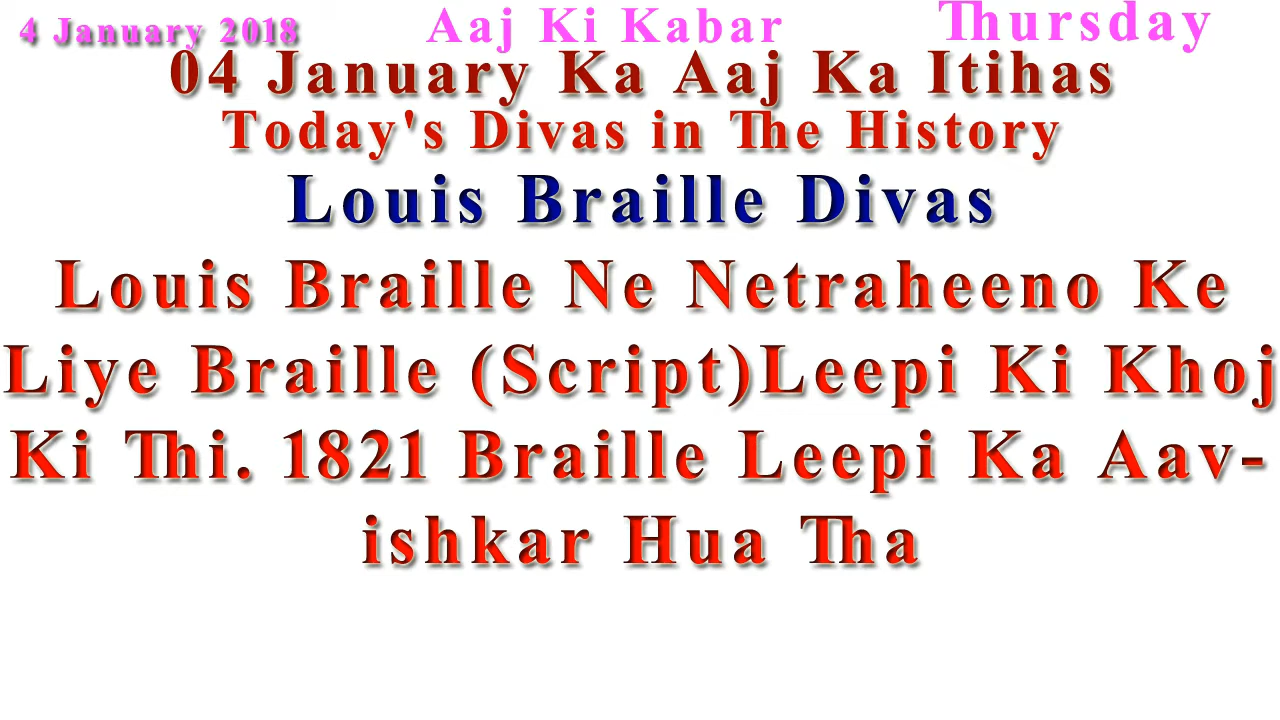 4 January 2018 Aaj Ki Kabar Thursday
04 January Ka Aaj Ka Itihas
Today's Divas in The History
Louis Braille Divas
Louis Braille Ne Netraheeno Ke
Liye Braille (Script)Leepi Ki Khoj
Ki Thi. 1821 Braille Leepi Ka Aav-
ishkar Hua Tha